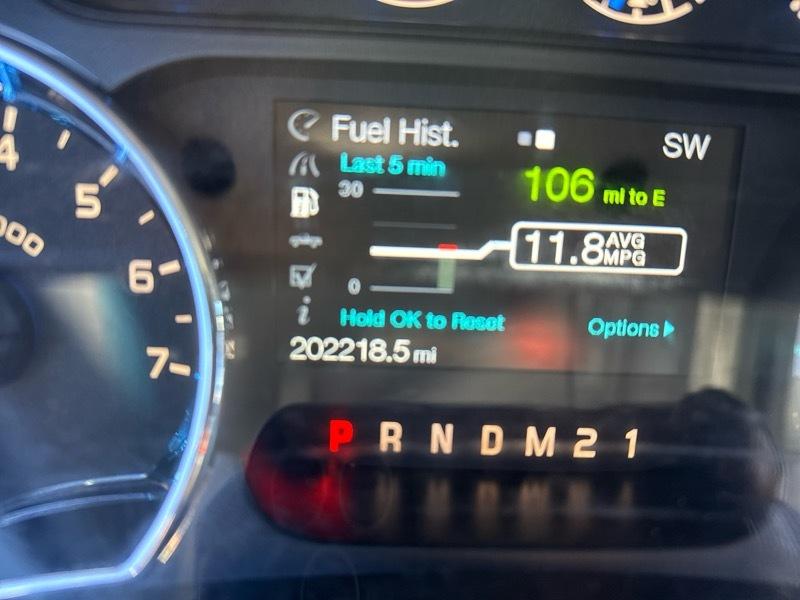 Fuel Hist.
SW
Last 5 min
30
106 mi to E
11.8 AVG MPG
0
Hold OK to Reset
Options
202218.5 mi
4
5
6
7
P R N D M 2 1